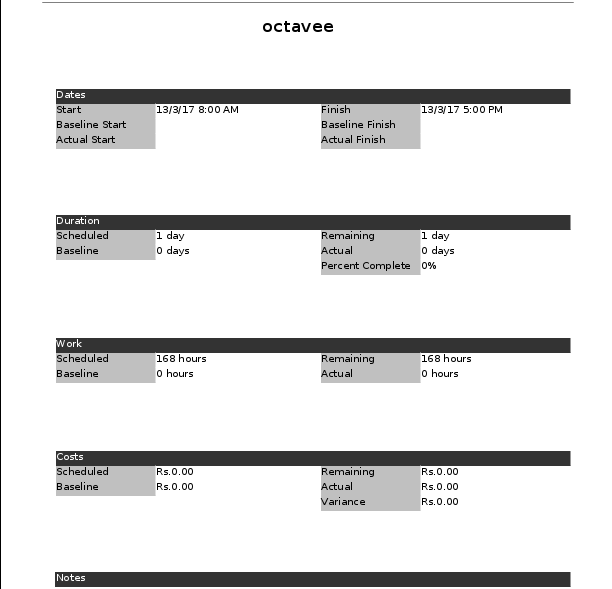 octavee
Dates
Start 13/3/17 8:00 AM Finish 13/3/17 5:00 PM
Baseline Start Baseline Finish
Actual Start Actual Finish
Duration
Scheduled 1 day Remaining 1 day
Baseline 0 days Actual 0 days
Percent Complete 0%
Work
Scheduled 168 hours Remaining 168 hours
Baseline 0 hours Actual 0 hours
Costs
Scheduled Rs.0.00 Remaining Rs.0.00
Baseline Rs.0.00 Actual Rs.0.00
Variance Rs.0.00
Notes